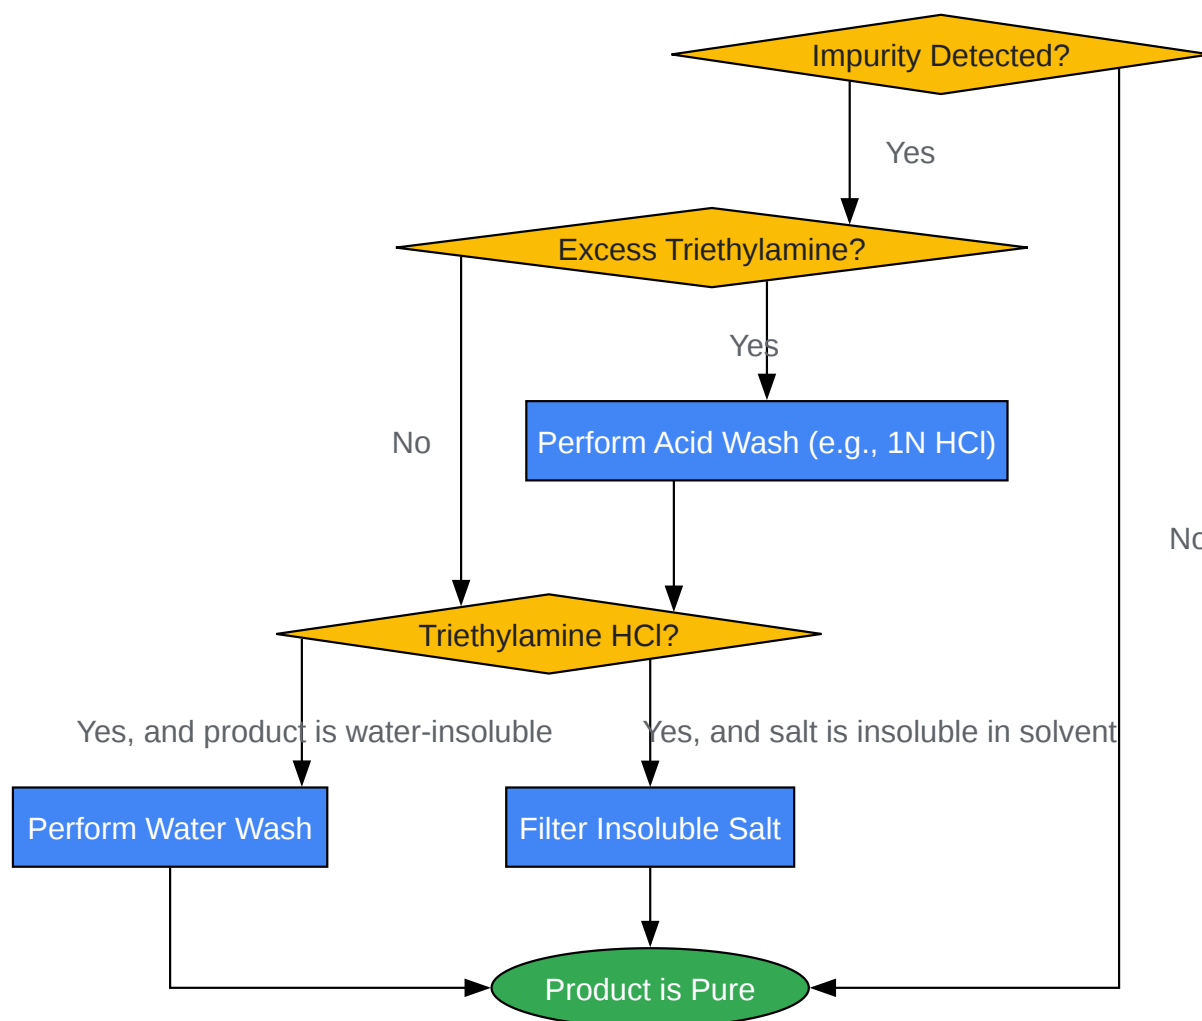 Impurity Detected?
Yes
Excess Triethylamine?
Yes
No
Perform Acid Wash (e.g., 1N HCl)
No
Triethylamine HCl?
Yes, and product is water-insoluble
Yes, and salt is insoluble in solvent
Perform Water Wash
Filter Insoluble Salt
Product is Pure